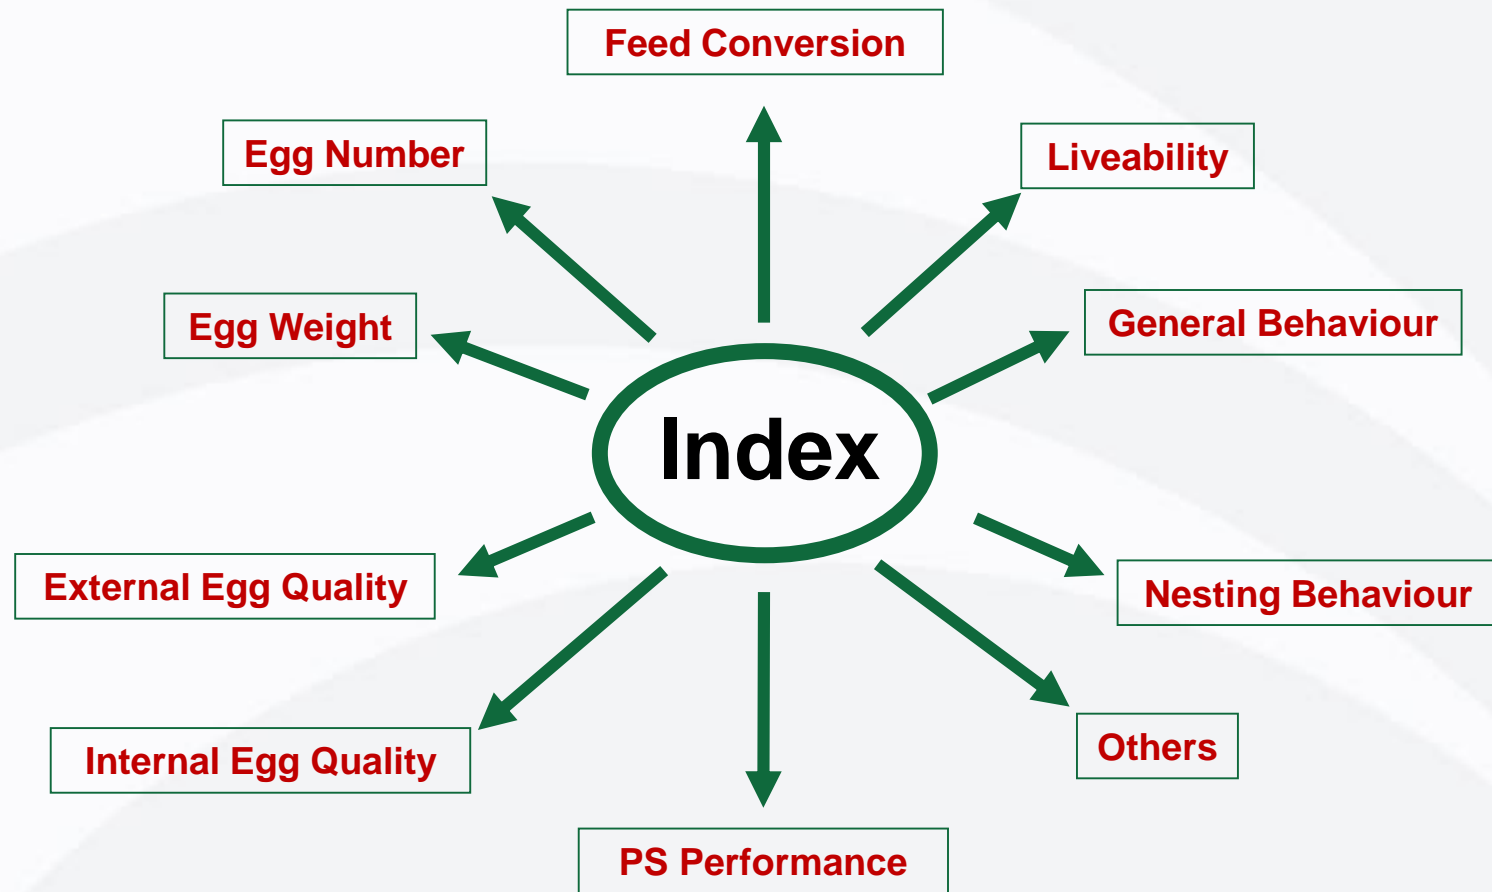 Feed Conversion
Egg Number
Liveability
Egg Weight
General Behaviour
Index
External Egg Quality
Nesting Behaviour
Internal Egg Quality
Others
PS Performance